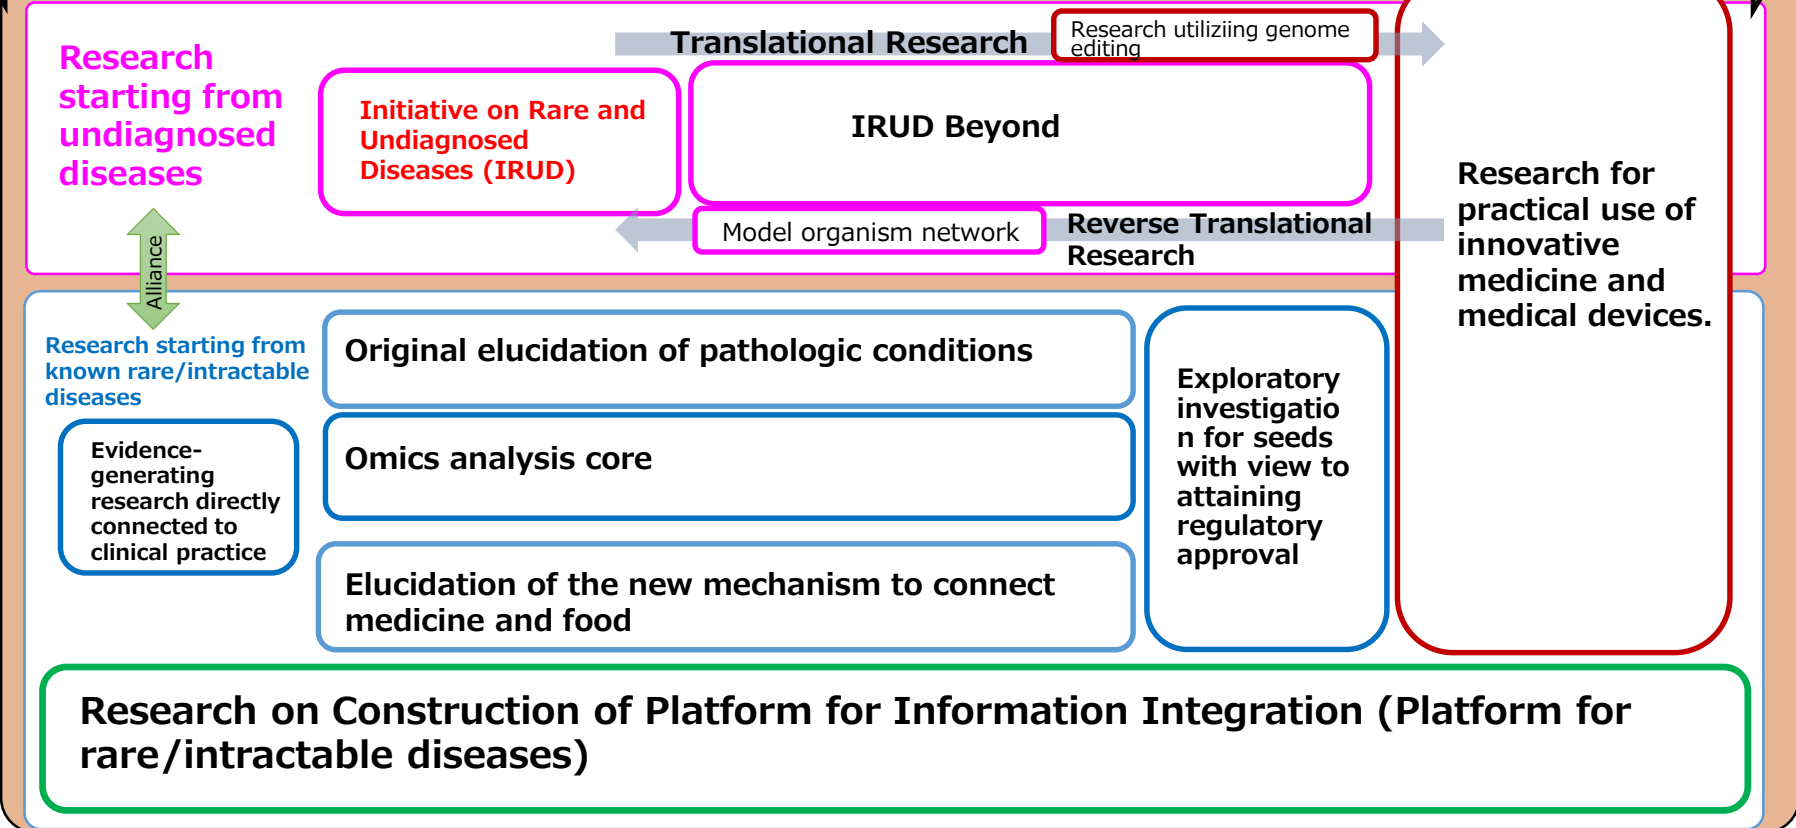 Research
starting from
undiagnosed
diseases
Translational Research
Research utiliziing genome
editing
Initiative on Rare and
Undiagnosed
Diseases (IRUD)
IRUD Beyond
Model organism network
Reverse Translational
Research
Research for
practical use of
innovative
medicine and
medical devices.
Alliance
Research starting from
known rare/intractable
diseases
Evidence-
generating
research directly
connected to
clinical practice
Original elucidation of pathologic conditions
Omics analysis core
Elucidation of the new mechanism to connect
medicine and food
Exploratory
investigatio
n for seeds
with view to
attaining
regulatory
approval
Research on Construction of Platform for Information Integration (Platform for
rare/intractable diseases)